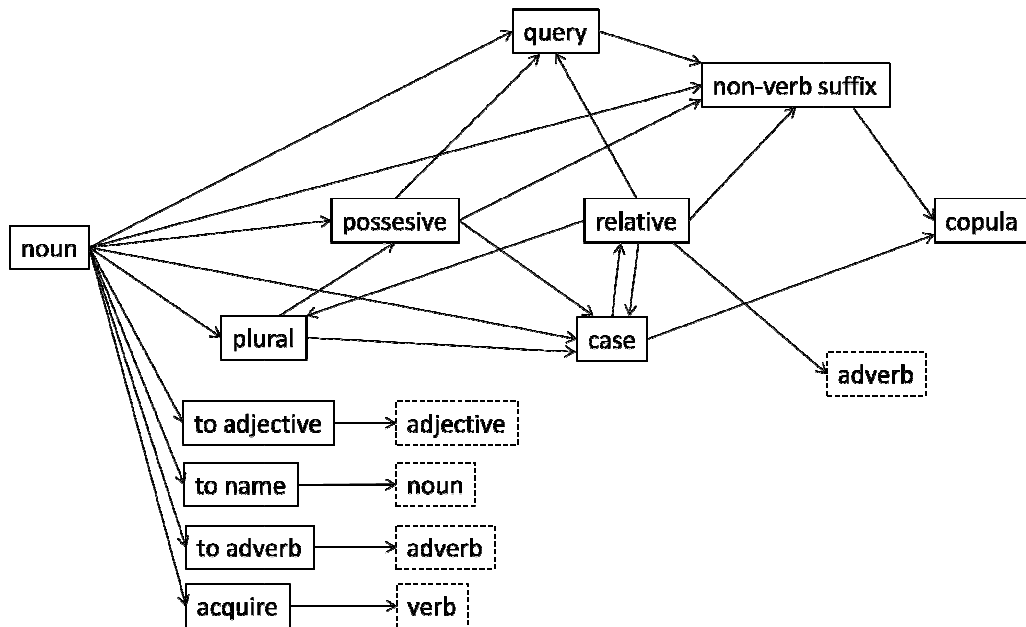 query
non-verb suffix
possesive
relative
copula
noun
plural
case
adverb
to adjective
adjective
to name
noun
to adverb
adverb
acquire
verb